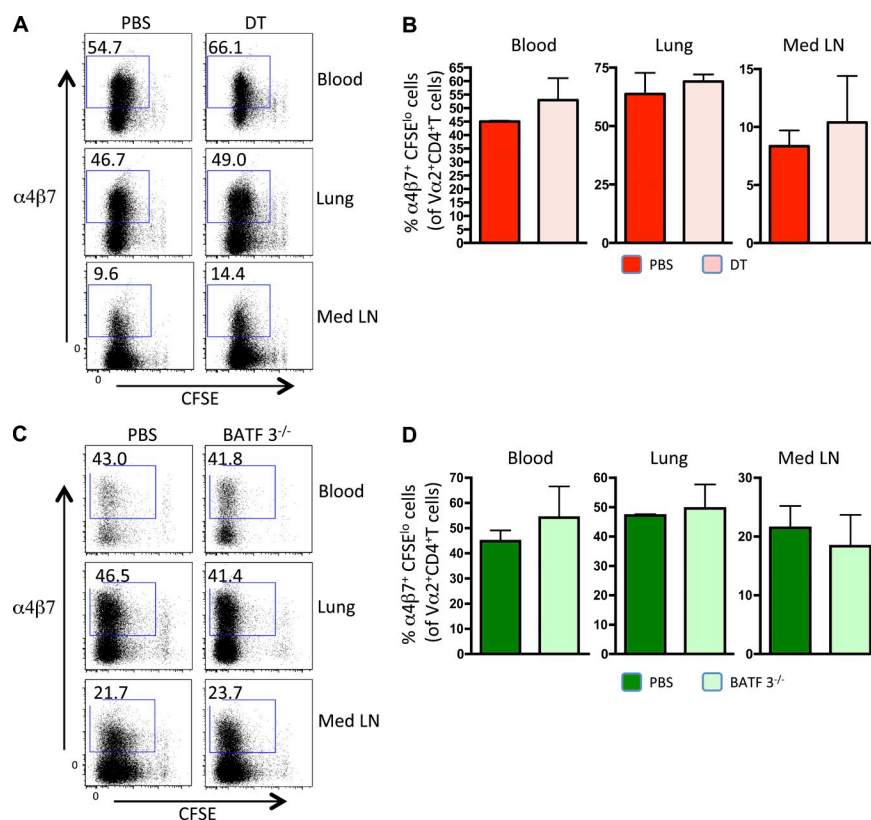 A
PBS
DT
54.7
66.1
Blood
46.7
49.0
Lung
9.6
14.4
Med LN
α4β7
0
0
CFSE
B
Blood
Lung
Med LN
% α4β7⁺ CFSEˡᵒ cells
(of Vα2⁺CD4⁺T cells)
65
60
55
50
45
40
35
30
25
20
15
10
5
0
75
50
25
0
15
10
5
0
PBS
DT
C
PBS
BATF 3⁻/⁻
43.0
41.8
Blood
46.5
41.4
Lung
21.7
23.7
Med LN
α4β7
0
0
CFSE
D
Blood
Lung
Med LN
% α4β7⁺ CFSEˡᵒ cells
(of Vα2⁺CD4⁺T cells)
70
60
50
40
30
20
10
0
60
50
40
30
20
10
0
30
20
10
0
PBS
BATF 3⁻/⁻